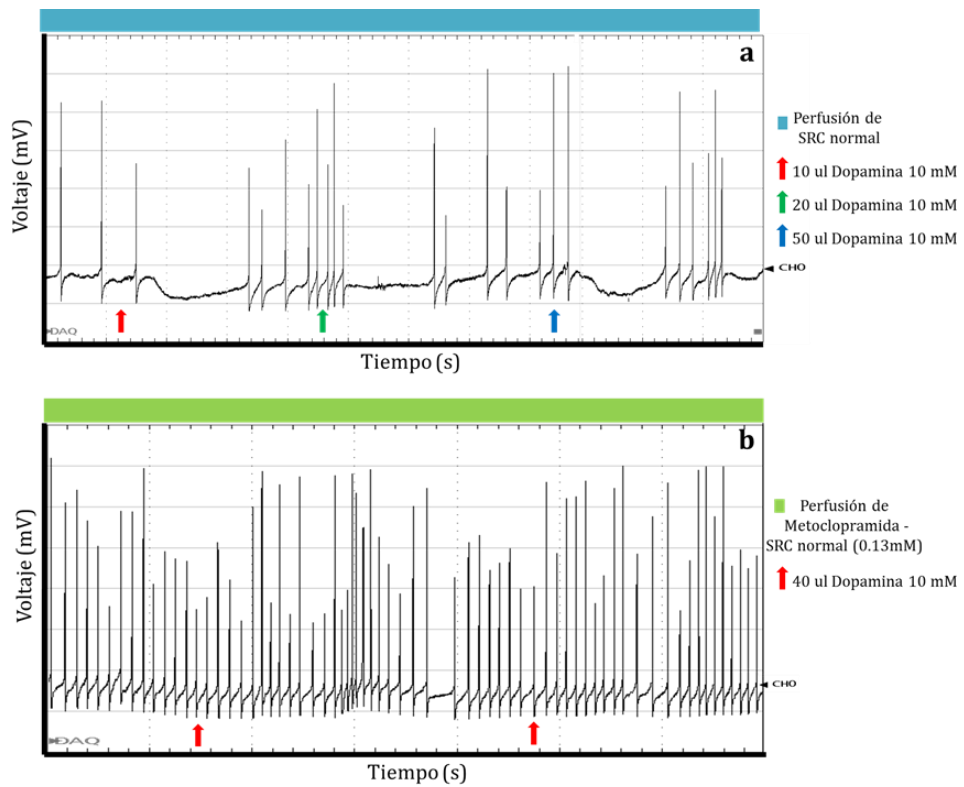 a
Voltaje (mV)
CHO
DAQ
Tiempo (s)
Perfusión de
SRC normal
10 ul Dopamina 10 mM
20 ul Dopamina 10 mM
50 ul Dopamina 10 mM
b
Voltaje (mV)
CHO
DAQ
Tiempo (s)
Perfusión de
Metoclopramida -
SRC normal (0.13mM)
40 ul Dopamina 10 mM